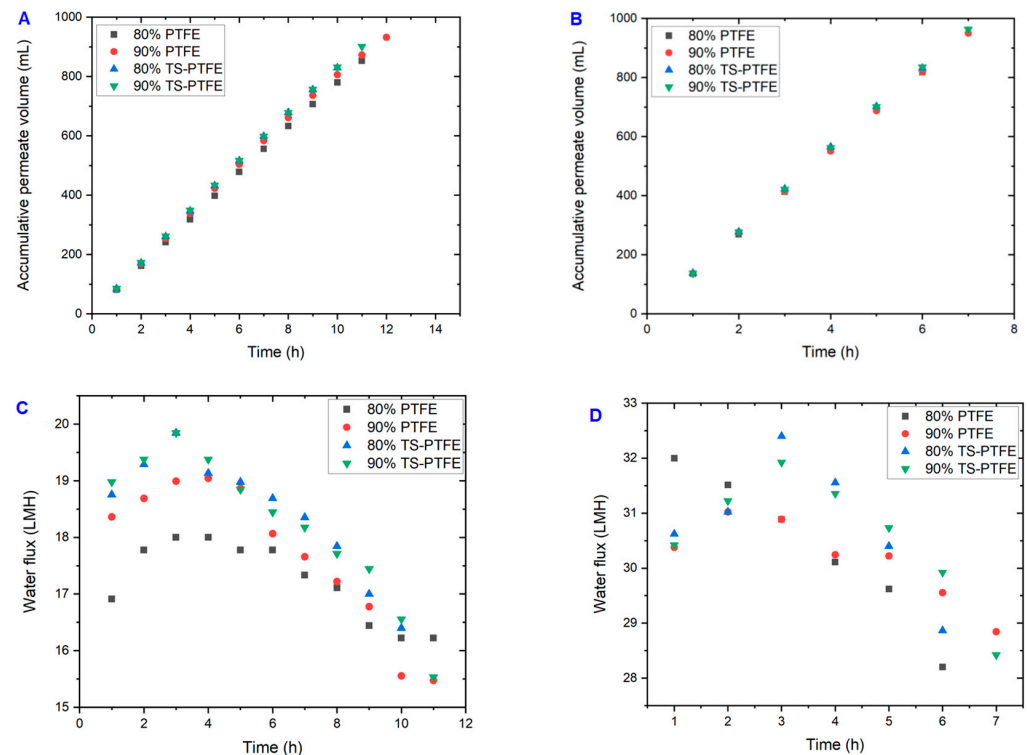 A
Accumulative permeate volume (mL)
1000
800
600
400
200
0
80% PTFE
90% PTFE
80% TS-PTFE
90% TS-PTFE
0 2 4 6 8 10 12 14
Time (h)
B
Accumulative permeate volume (mL)
1000
800
600
400
200
0
80% PTFE
90% PTFE
80% TS-PTFE
90% TS-PTFE
0 2 4 6 8
Time (h)
C
Water flux (LMH)
20
19
18
17
16
15
80% PTFE
90% PTFE
80% TS-PTFE
90% TS-PTFE
0 2 4 6 8 10 12
Time (h)
D
Water flux (LMH)
33
32
31
30
29
28
80% PTFE
90% PTFE
80% TS-PTFE
90% TS-PTFE
1 2 3 4 5 6 7
Time (h)